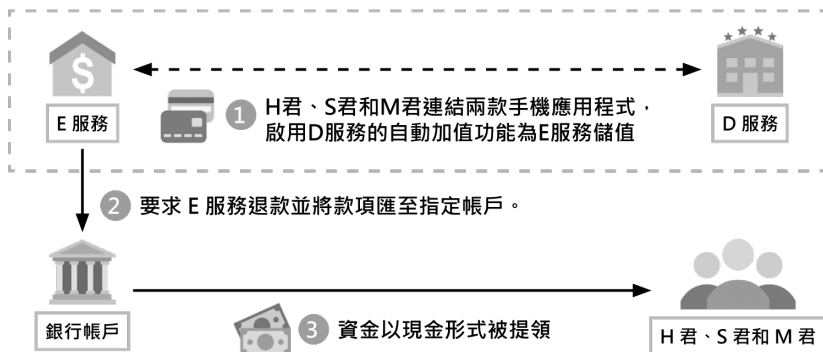 $
E 服務
1
H君、S君和M君連結兩款手機應用程式，
啟用D服務的自動加值功能為E服務儲值
D 服務
2 要求 E 服務退款並將款項匯至指定帳戶。
銀行帳戶
3 資金以現金形式被提領
H 君、S 君和 M 君